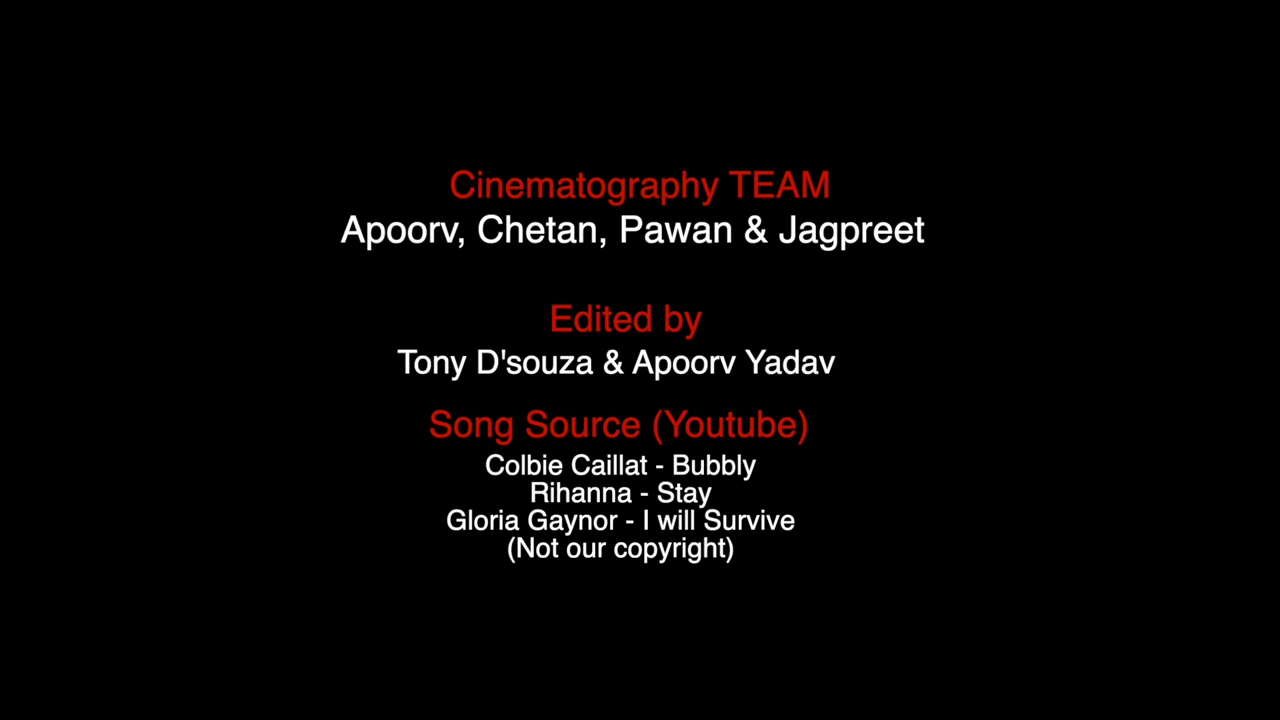 Cinematography TEAM
Apoorv, Chetan, Pawan & Jagpreet
Edited by
Tony D'souza & Apoorv Yadav
Song Source (Youtube)
Colbie Caillat - Bubbly
Rihanna - Stay
Gloria Gaynor - I will Survive
(Not our copyright)